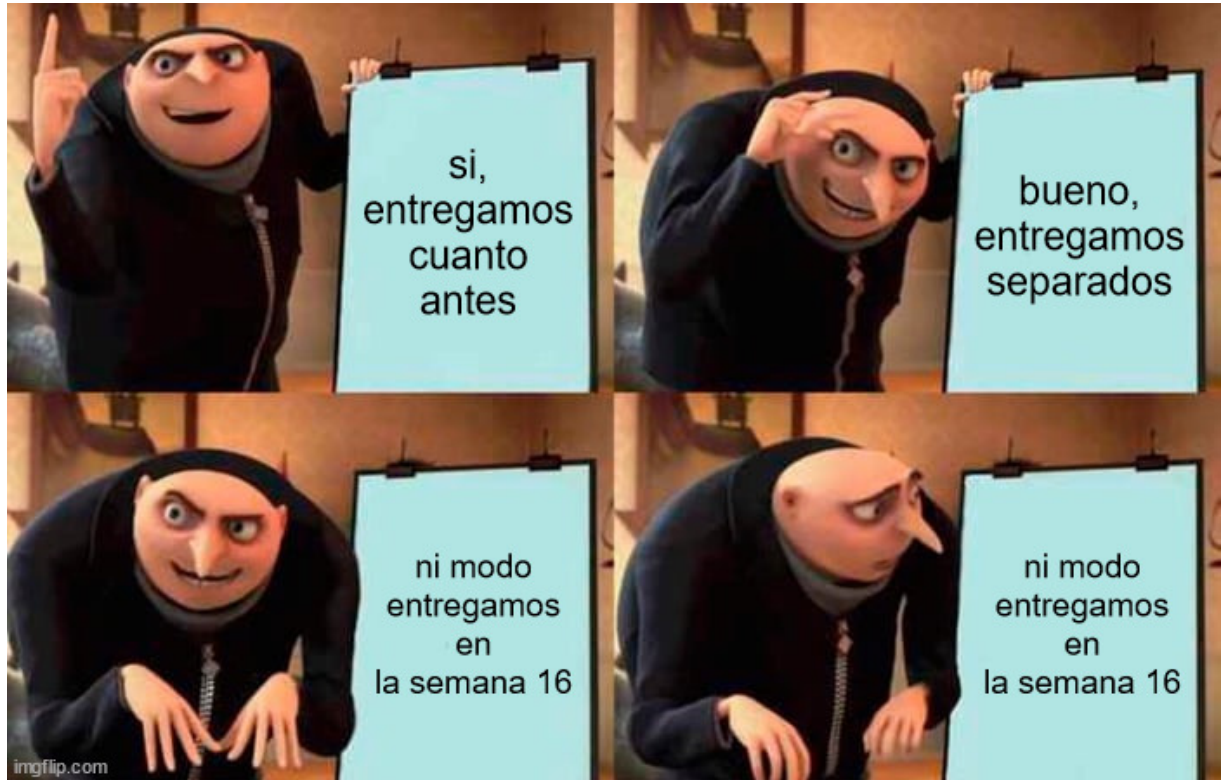 si,
entregamos
cuanto
antes
bueno,
entregamos
separados
ni modo
entregamos
en
la semana 16
ni modo
entregamos
en
la semana 16
imgflip.com